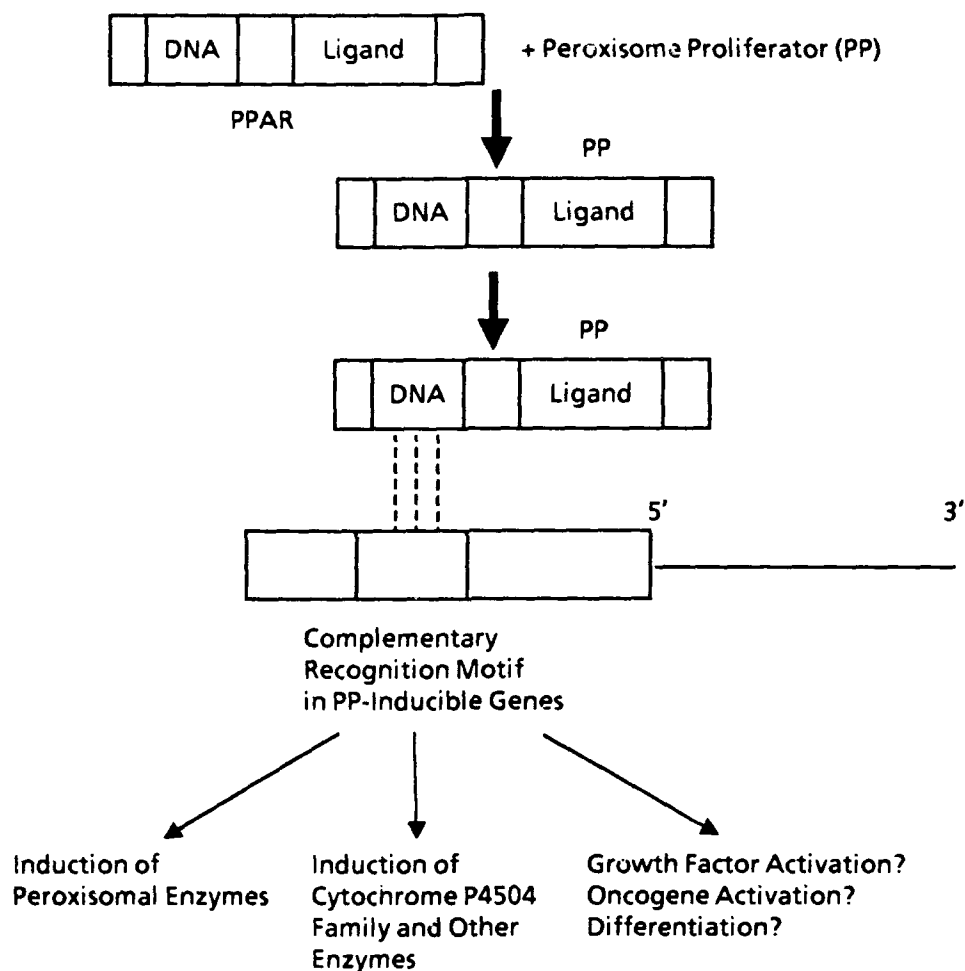 DNA Ligand + Peroxisome Proliferator (PP)
PPAR
PP
DNA Ligand
PP
DNA Ligand
5' 3'
Complementary
Recognition Motif
in PP-Inducible Genes
Induction of
Peroxisomal Enzymes
Induction of
Cytochrome P4504
Family and Other
Enzymes
Growth Factor Activation?
Oncogene Activation?
Differentiation?